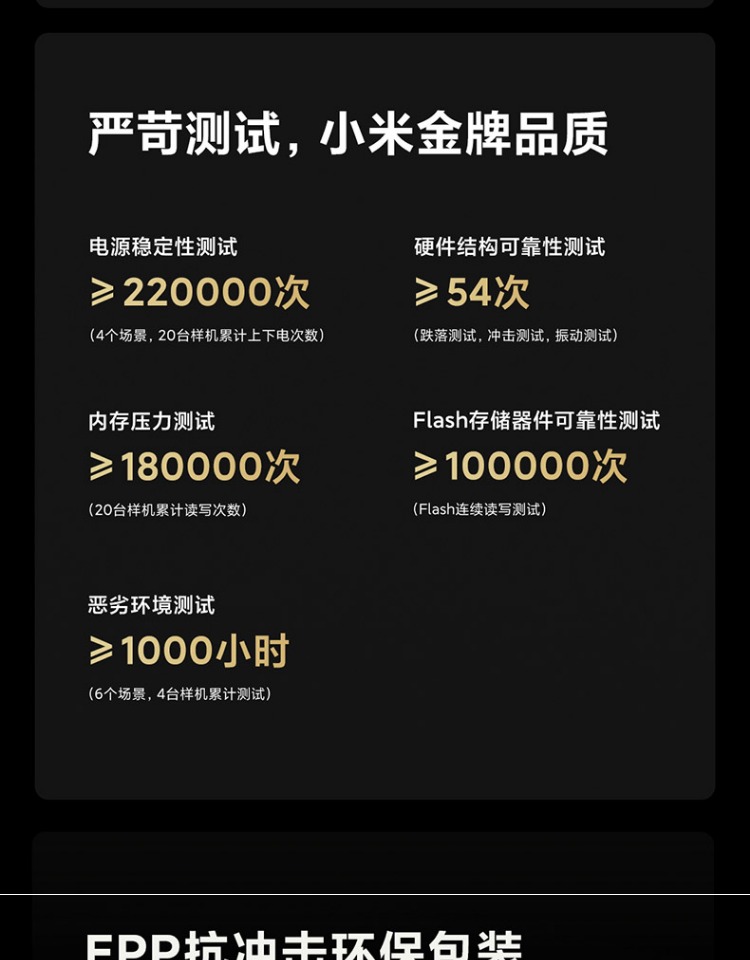 严苛测试，小米金牌品质
电源稳定性测试
≥220000次
（4个场景，20台样机累计上下电次数）
硬件结构可靠性测试
≥54次
（跌落测试，冲击测试，振动测试）
内存压力测试
≥180000次
（20台样机累计读写次数）
Flash存储器件可靠性测试
≥100000次
（Flash连续读写测试）
恶劣环境测试
≥1000小时
（6个场景，4台样机累计测试）
EPP抗冲击环保包装